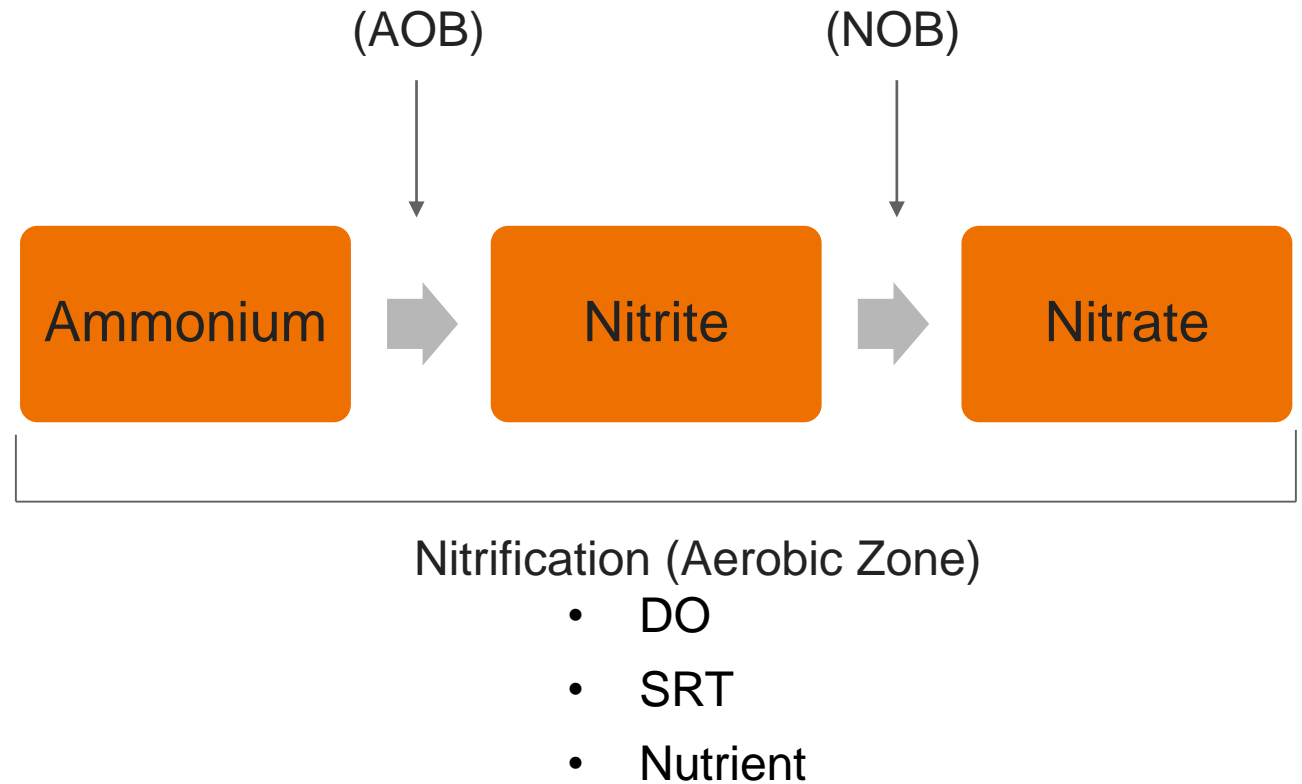 (AOB) (NOB)
Ammonium Nitrite Nitrate
Nitrification (Aerobic Zone)
• DO
• SRT
• Nutrient